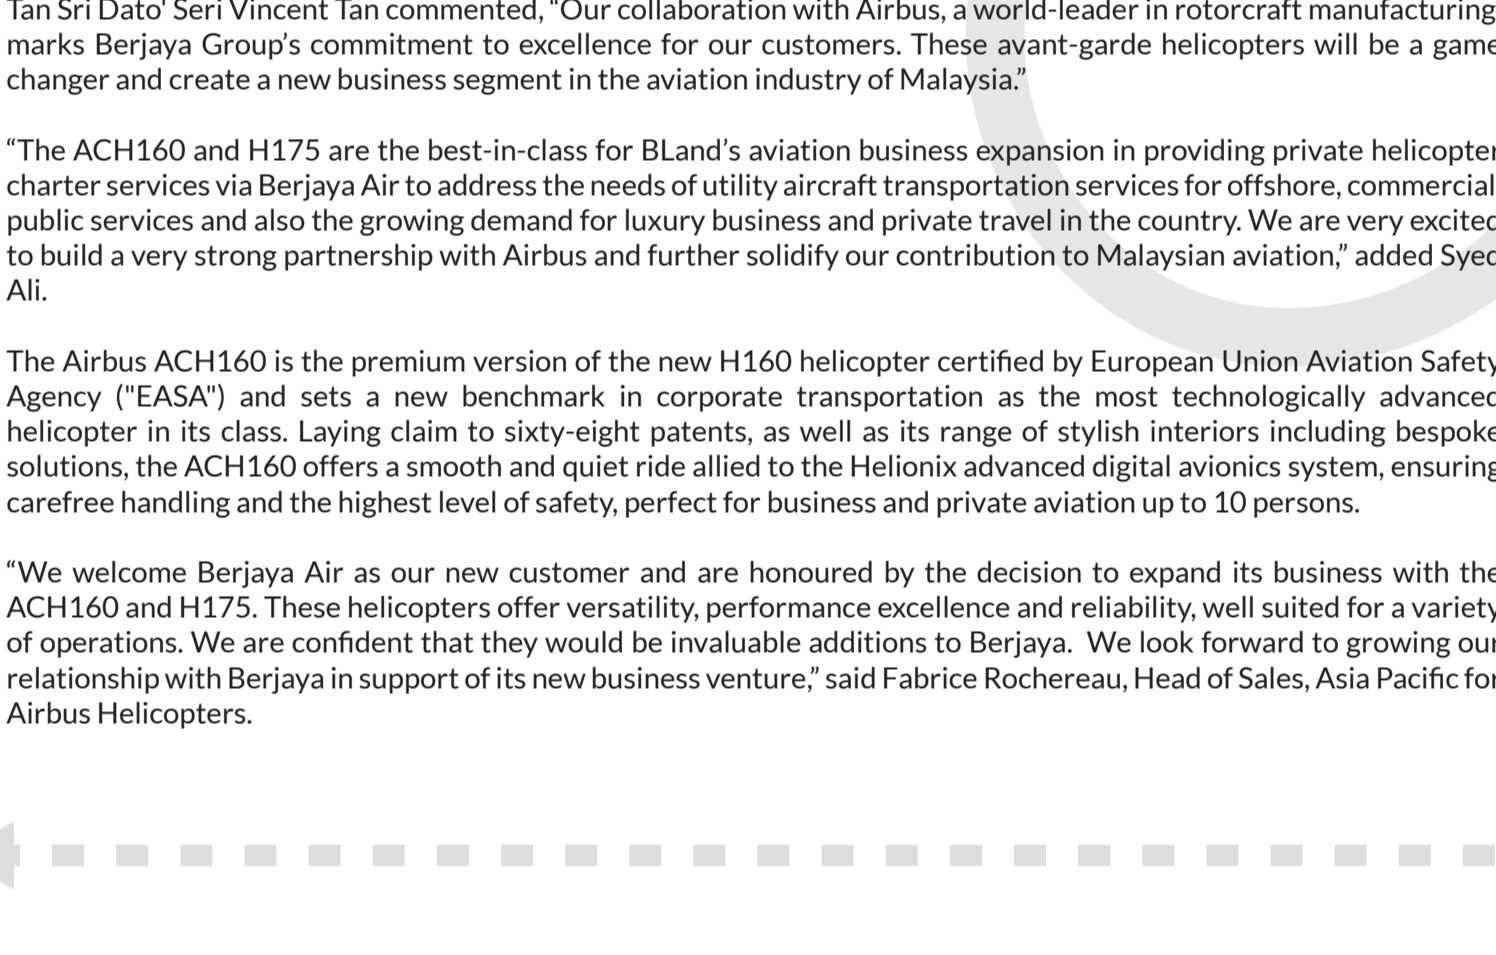 Tan Sri Dato' Seri Vincent Tan commented, “Our collaboration with Airbus, a world-leader in rotorcraft manufacturing
marks Berjaya Group’s commitment to excellence for our customers. These avant-garde helicopters will be a game
changer and create a new business segment in the aviation industry of Malaysia.”
“The ACH160 and H175 are the best-in-class for BLand’s aviation business expansion in providing private helicopter
charter services via Berjaya Air to address the needs of utility aircraft transportation services for offshore, commercial
public services and also the growing demand for luxury business and private travel in the country. We are very excited
to build a very strong partnership with Airbus and further solidify our contribution to Malaysian aviation,” added Syed
Ali.
The Airbus ACH160 is the premium version of the new H160 helicopter certified by European Union Aviation Safety
Agency ("EASA") and sets a new benchmark in corporate transportation as the most technologically advanced
helicopter in its class. Laying claim to sixty-eight patents, as well as its range of stylish interiors including bespoke
solutions, the ACH160 offers a smooth and quiet ride allied to the Helionix advanced digital avionics system, ensuring
carefree handling and the highest level of safety, perfect for business and private aviation up to 10 persons.
“We welcome Berjaya Air as our new customer and are honoured by the decision to expand its business with the
ACH160 and H175. These helicopters offer versatility, performance excellence and reliability, well suited for a variety
of operations. We are confident that they would be invaluable additions to Berjaya.  We look forward to growing our
relationship with Berjaya in support of its new business venture,” said Fabrice Rochereau, Head of Sales, Asia Pacific for
Airbus Helicopters.